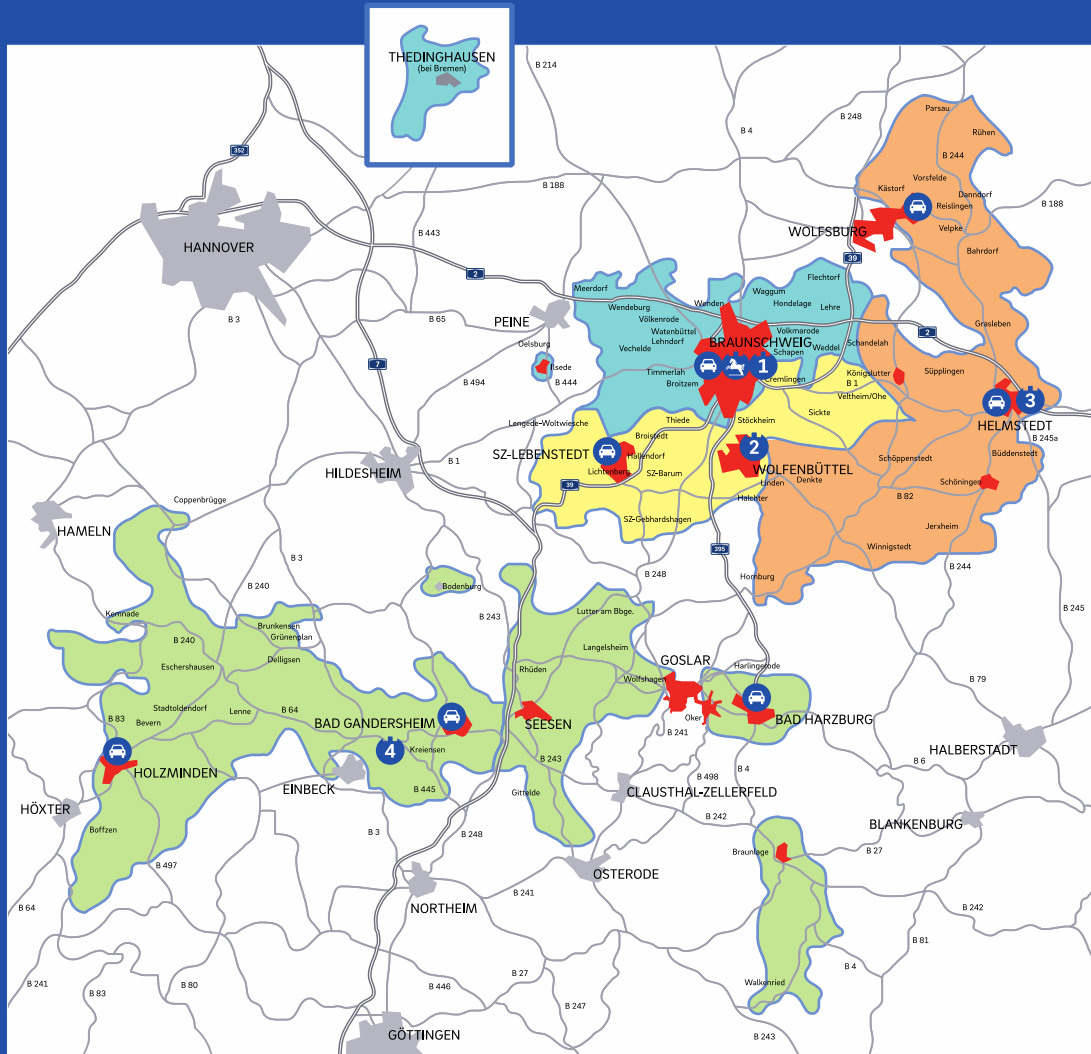 THEDINGHAUSEN
(bei Bremen)
B 214
B 4
B 248
Parsau
Rühen
352
B 244
B 188
Vorsfelde
Kästorf
Danndorf
Reislingen
B 188
HANNOVER
B 443
WOLFSBURG
Velpke
Bahrdorf
39
2
Flechtorf
Meerdorf
Waggum
Wenden
Hondelage
Lehre
Wendeburg
B 3
B 65
PEINE
Völkenrode
Grasleben
Watenbüttel
Volkmarode
2
Lehndorf
BRAUNSCHWEIG
Schandelah
Oelsburg
Vechelde
Schapen
Weddel
7
Ilsede
Timmerlah
1
Königslutter
Süpplingen
B 494
B 444
Broitzem
Cremlingen
B 1
Veltheim/Ohe
3
Sickte
Lengede-Woltwiesche
Thiede
Stöckheim
HELMSTEDT
Broistedt
B 245a
SZ-LEBENSTEDT
2
B 1
Hallendorf
Büddenstedt
HILDESHEIM
Lichtenberg
SZ-Barum
WOLFENBÜTTEL
Schöppenstedt
39
Linden
Denkte
Schöningen
Coppenbrügge
Halchter
B 82
SZ-Gebhardshagen
Jerxheim
HAMELN
395
Winnigstedt
B 3
B 248
B 244
Hornburg
B 240
Bodenburg
Kemnade
B 243
Lutter am Bbge.
B 245
Brunkensen
Grünenplan
B 240
Langelsheim
Delligsen
GOSLAR
Eschershausen
Rhüden
Harlingerode
Wolfshagen
B 79
Stadtoldendorf
Lenne
B 64
B 83
Bevern
BAD GANDERSHEIM
SEESEN
Oker
BAD HARZBURG
B 241
4
Kreiensen
HALBERSTADT
B 243
B 6
HOLZMINDEN
B 4
B 498
EINBECK
B 445
Gittelde
CLAUSTHAL-ZELLERFELD
HÖXTER
B 242
BLANKENBURG
Boffzen
B 3
B 248
B 27
Braunlage
B 497
OSTERODE
B 241
NORTHEIM
B 64
B 242
B 81
B 4
B 27
B 241
B 80
B 446
Walkenried
B 83
B 247
GÖTTINGEN
B 243